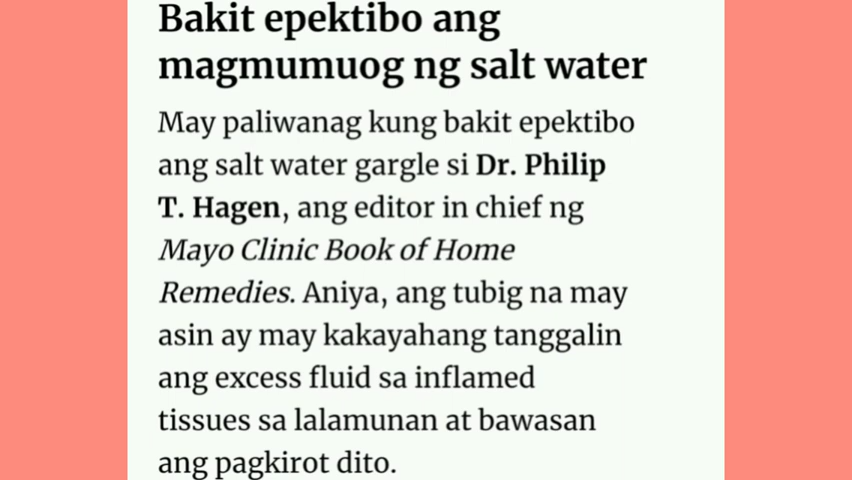 Bakit epektibo ang
magmumuog ng salt water
May paliwanag kung bakit epektibo
ang salt water gargle si Dr. Philip
T. Hagen, ang editor in chief ng
Mayo Clinic Book of Home
Remedies. Aniya, ang tubig na may
asin ay may kakayahang tanggalin
ang excess fluid sa inflamed
tissues sa lalamunan at bawasan
ang pagkirot dito.